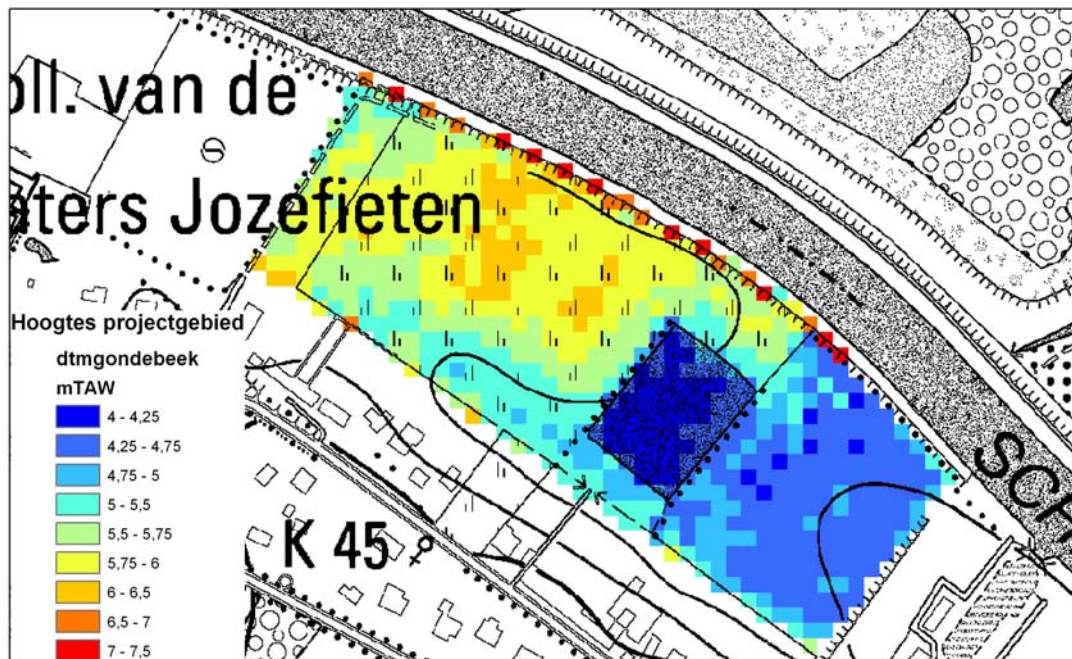 oll. van de
aters Jozefieten
Hoogtes projectgebied
dtmgondebeek
mTAW
4 - 4,25
4,25 - 4,75
4,75 - 5
5 - 5,5
5,5 - 5,75
5,75 - 6
6 - 6,5
6,5 - 7
7 - 7,5
K 45
SCH